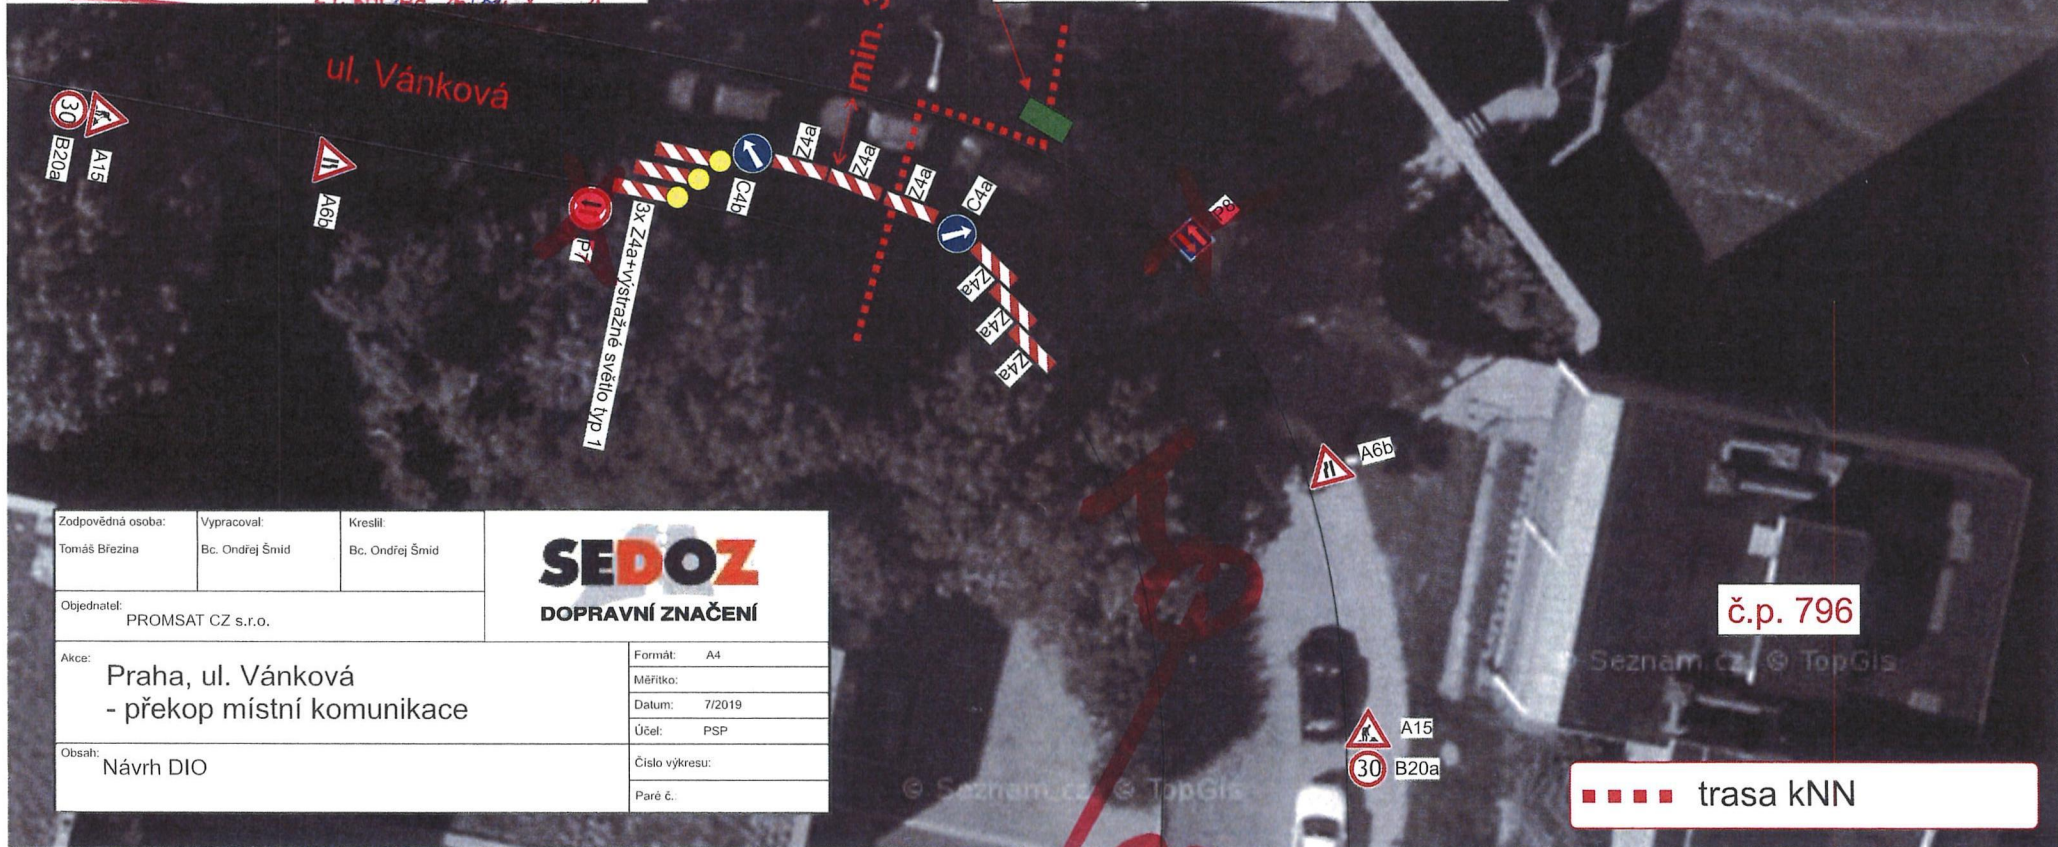 ul. Vánková
min. 3
30
B20a
A15
A6b
P7
3x Z4a+výstražné světlo typ 1
C4b
Z4a
Z4a
Z4a
C4a
Z4a
Z4a
Z4a
P8
A6b
A15
30
B20a
č.p. 796
Seznam.cz, © TopGis
© Seznam.cz, © TopGis
trasa kNN
Zodpovědná osoba:
Tomáš Březina
Vypracoval:
Bc. Ondřej Šmíd
Kreslil:
Bc. Ondřej Šmíd
SEDOZ
DOPRAVNÍ ZNAČENÍ
Objednatel:
PROMSAT CZ s.r.o.
Akce:
Praha, ul. Vánková
- překop místní komunikace
Formát: A4
Měřítko:
Datum: 7/2019
Účel: PSP
Číslo výkresu:
Paré č.
Obsah:
Návrh DIO